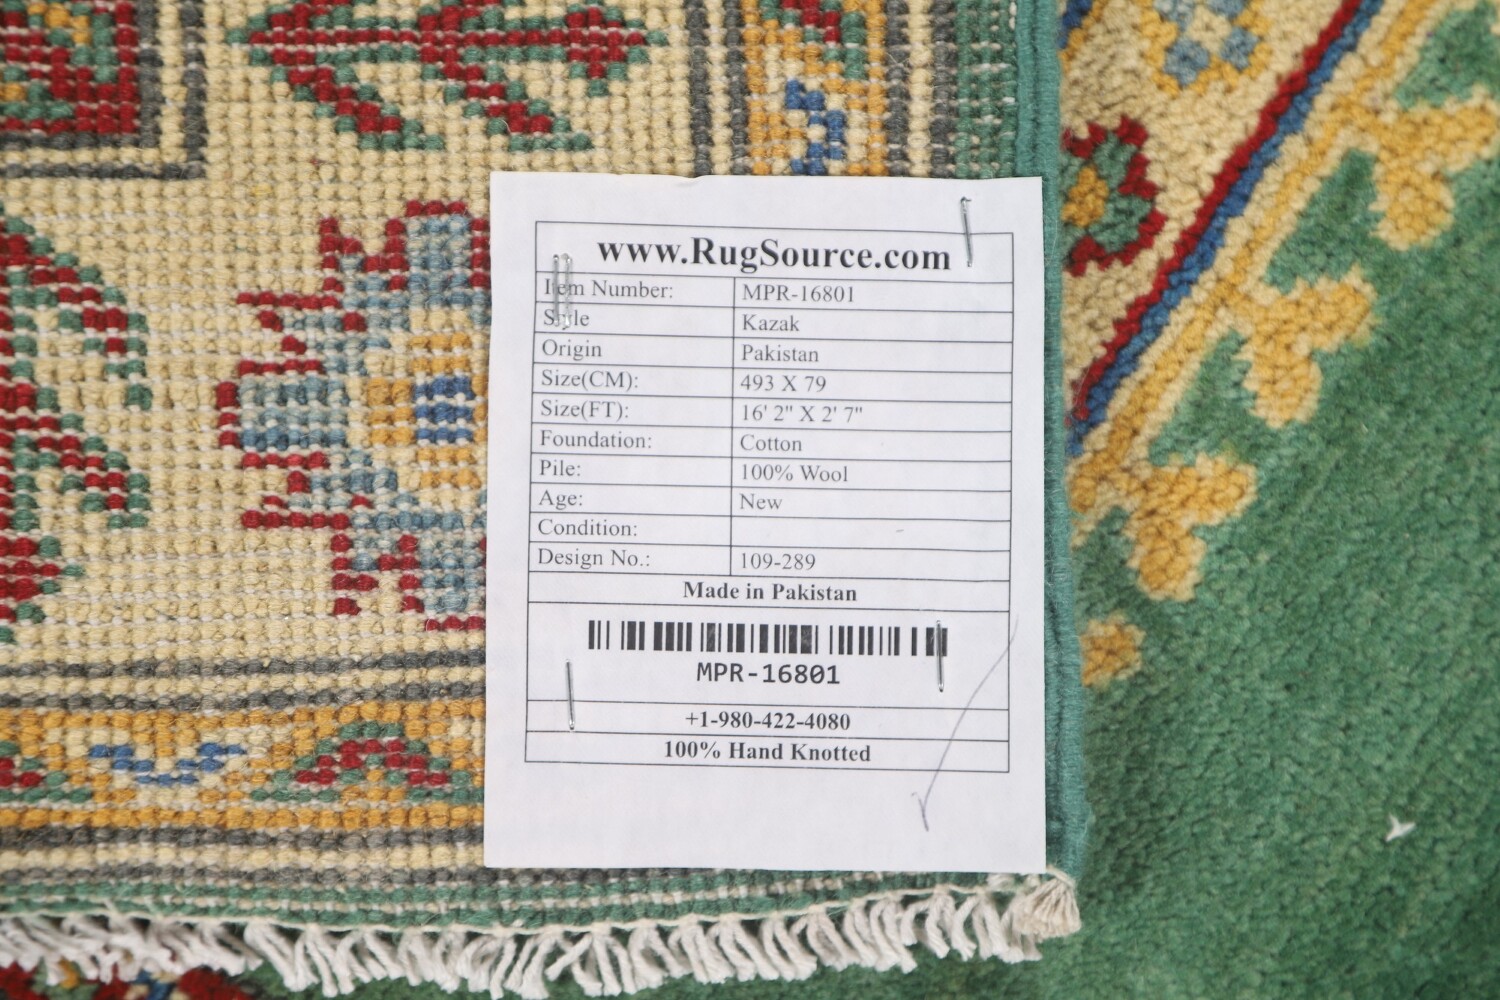 www.RugSource.com
Item Number: MPR-16801
Style Kazak
Origin Pakistan
Size(CM): 493 X 79
Size(FT): 16' 2" X 2' 7"
Foundation: Cotton
Pile: 100% Wool
Age: New
Condition:
Design No.: 109-289
Made in Pakistan
MPR-16801
+1-980-422-4080
100% Hand Knotted